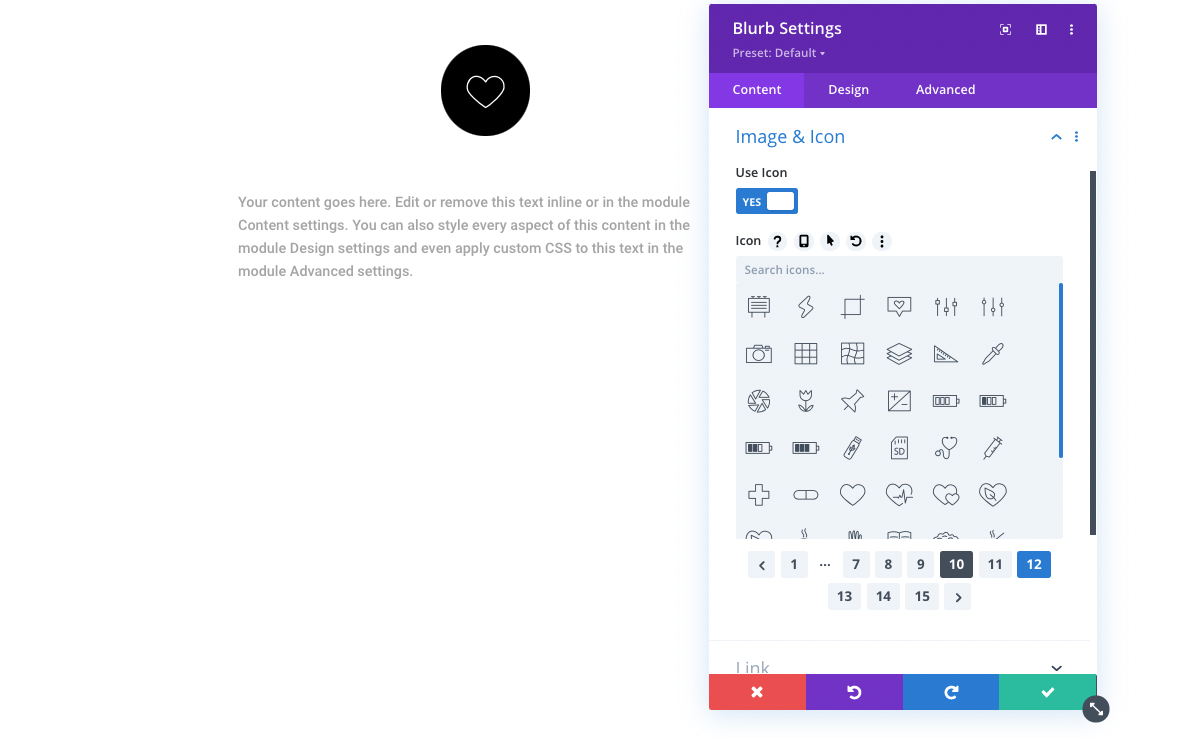 Your content goes here. Edit or remove this text inline or in the module
Content settings. You can also style every aspect of this content in the
module Design settings and even apply custom CSS to this text in the
module Advanced settings.
Blurb Settings
Preset: Default
Content Design Advanced
Image & Icon
Use Icon
YES
Icon ?
Search icons...
SD
1 ... 7 8 9 10 11 12
13 14 15
Link